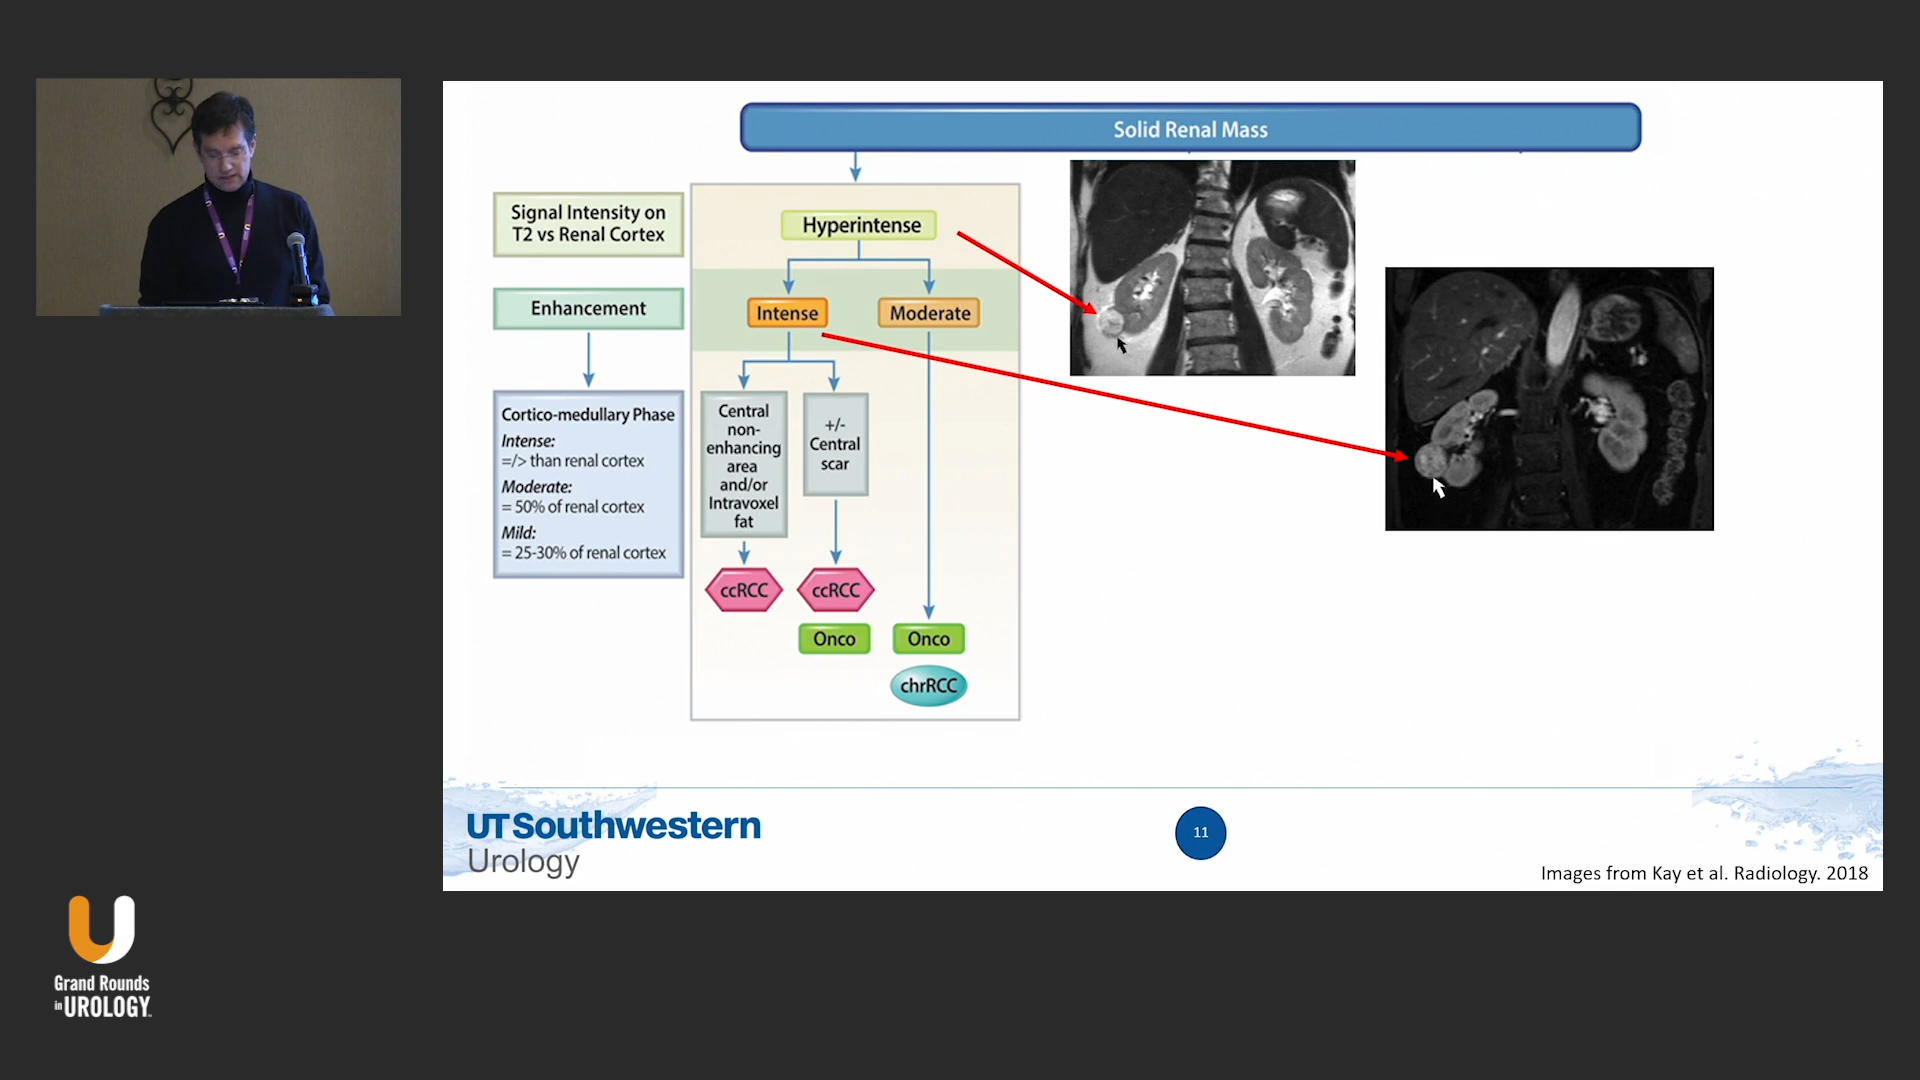 Solid Renal Mass
Signal Intensity on
T2 vs Renal Cortex
Hyperintense
Enhancement
Intense
Moderate
Cortico-medullary Phase
Intense:
=/> than renal cortex
Moderate:
= 50% of renal cortex
Mild:
= 25-30% of renal cortex
Central
non-
enhancing
area
and/or
Intravoxel
fat
+/-
Central
scar
ccRCC
ccRCC
Onco
Onco
chrRCC
UT Southwestern
Urology
11
Images from Kay et al. Radiology. 2018
Grand Rounds
in UROLOGY